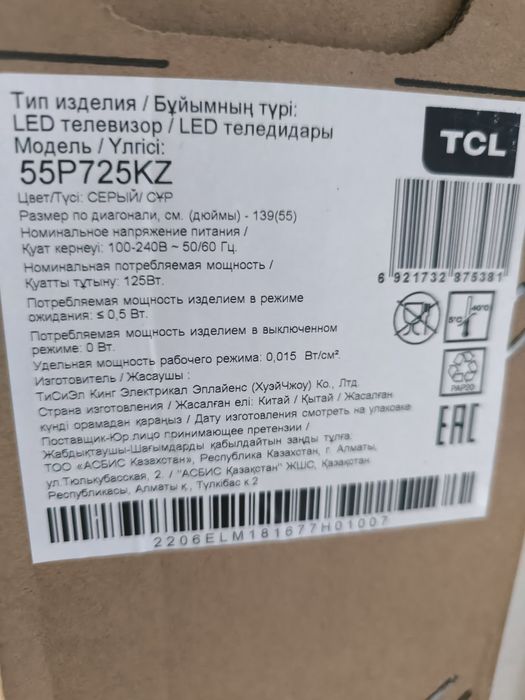 Тип изделия / Бұйымның түрі:
LED телевизор / LED теледидары
Модель / Үлгісі:
55P725KZ
TCL
Цвет/Түсі: СЕРЫЙ/ СҰР
Размер по диагонали, см. (дюймы) - 139(55)
Номинальное напряжение питания /
Қуат кернеуі: 100-240В ~ 50/60 Гц.
Номинальная потребляемая мощность /
Қуатты тұтыну: 125Вт.
Потребляемая мощность изделием в режиме
ожидания: ≤ 0,5 Вт.
Потребляемая мощность изделием в выключенном
режиме: 0 Вт.
Удельная мощность рабочего режима: 0,015 Вт/см².
Изготовитель / Жасаушы :
ТиСиЭл Кинг Электрикал Эплайенс (ХуэйЧжоу) Ко., Лтд.
Страна изготовления / Жасалған елі: Китай / Қытай / Жасалған
күнді орамадан қараңыз / Дату изготовления смотреть на упаковке
Поставщик-Юр.лицо принимающее претензии /
Жабдықтаушы-Шағымдарды қабылдайтын заңды тұлға:
ТОО «АСБИС Казахстан», Республика Казахстан, г. Алматы,
ул.Тюлькубасская, 2. / "АСБИС Қазақстан" ЖШС, Қазақстан
Республикасы, Алматы қ., Түлкібас к 2
6 921732 875381
5°C
40°C
PAP20
EAC
2206ELM181677H01007